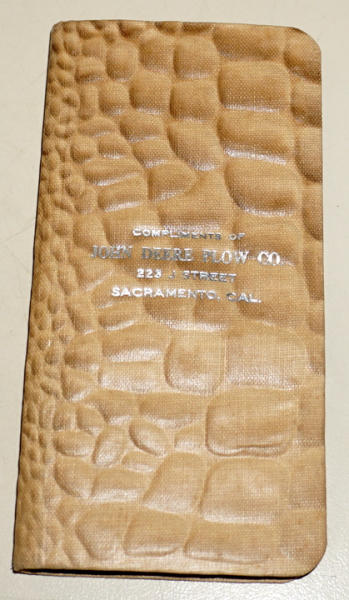 COMPLIMENTS OF
JOHN DEERE PLOW CO.
223 J STREET
SACRAMENTO, CAL.